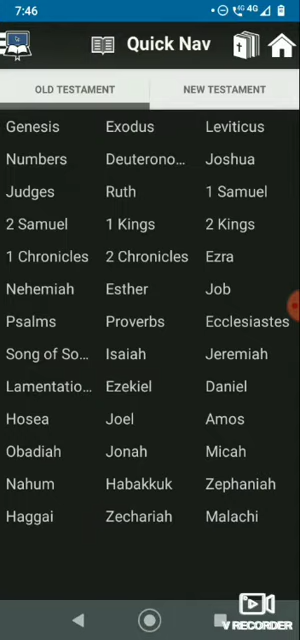 7:46 4G 4G
Quick Nav
OLD TESTAMENT NEW TESTAMENT
Genesis Exodus Leviticus
Numbers Deuterono... Joshua
Judges Ruth 1 Samuel
2 Samuel 1 Kings 2 Kings
1 Chronicles 2 Chronicles Ezra
Nehemiah Esther Job
Psalms Proverbs Ecclesiastes
Song of So... Isaiah Jeremiah
Lamentatio... Ezekiel Daniel
Hosea Joel Amos
Obadiah Jonah Micah
Nahum Habakkuk Zephaniah
Haggai Zechariah Malachi
V RECORDER